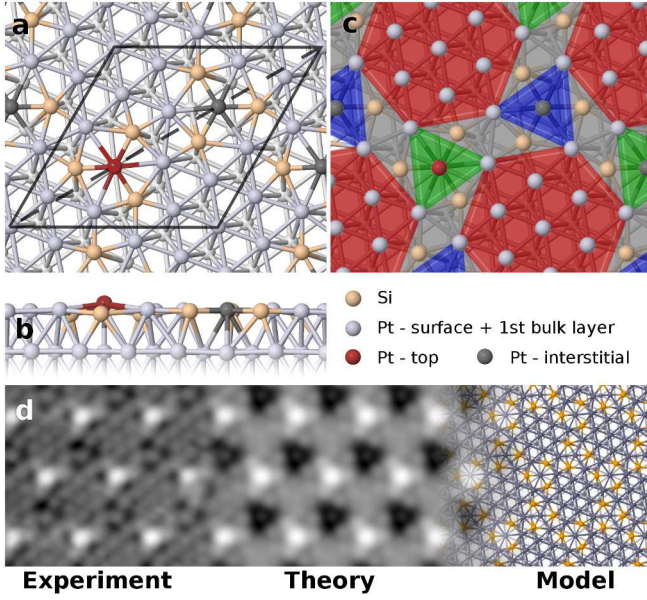 a
c
b
Si
Pt - surface + 1st bulk layer
Pt - top
Pt - interstitial
d
Experiment
Theory
Model